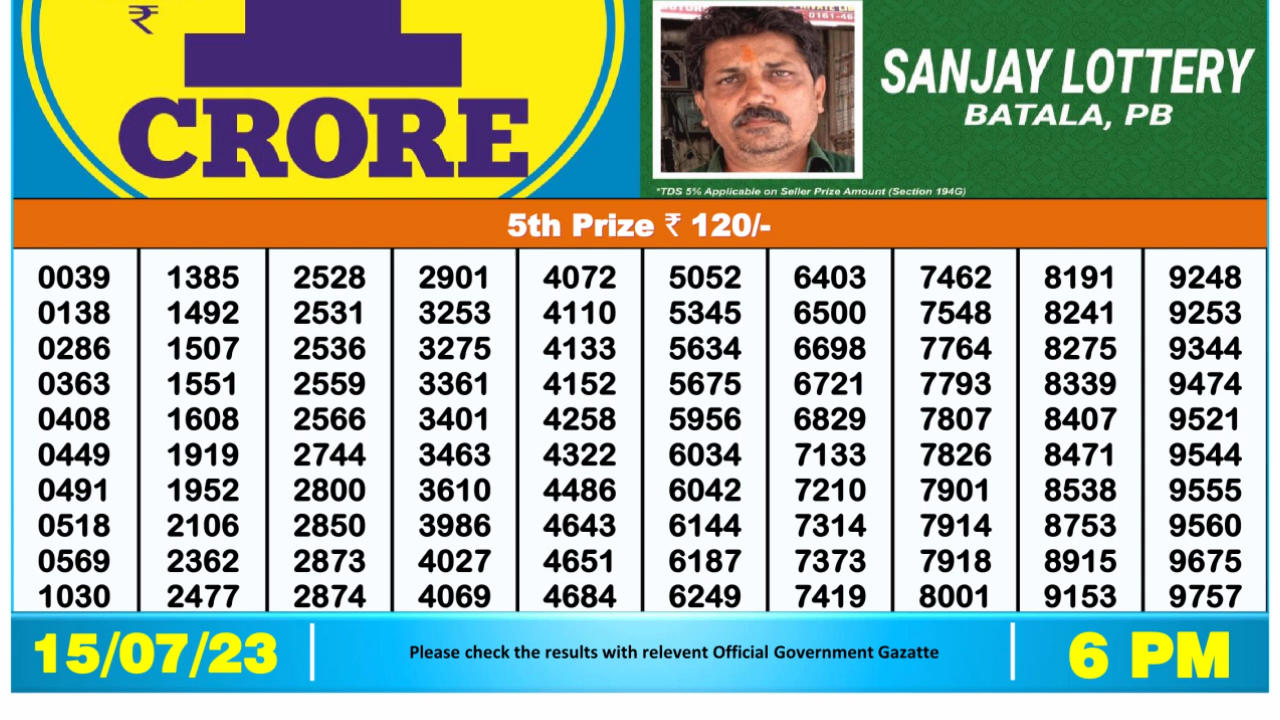 ₹
1
CRORE
0161-46
SANJAY LOTTERY
BATALA, PB
*TDS 5% Applicable on Seller Prize Amount (Section 194G)
5th Prize ₹ 120/-
0039 1385 2528 2901 4072 5052 6403 7462 8191 9248
0138 1492 2531 3253 4110 5345 6500 7548 8241 9253
0286 1507 2536 3275 4133 5634 6698 7764 8275 9344
0363 1551 2559 3361 4152 5675 6721 7793 8339 9474
0408 1608 2566 3401 4258 5956 6829 7807 8407 9521
0449 1919 2744 3463 4322 6034 7133 7826 8471 9544
0491 1952 2800 3610 4486 6042 7210 7901 8538 9555
0518 2106 2850 3986 4643 6144 7314 7914 8753 9560
0569 2362 2873 4027 4651 6187 7373 7918 8915 9675
1030 2477 2874 4069 4684 6249 7419 8001 9153 9757
15/07/23
Please check the results with relevent Official Government Gazatte
6 PM